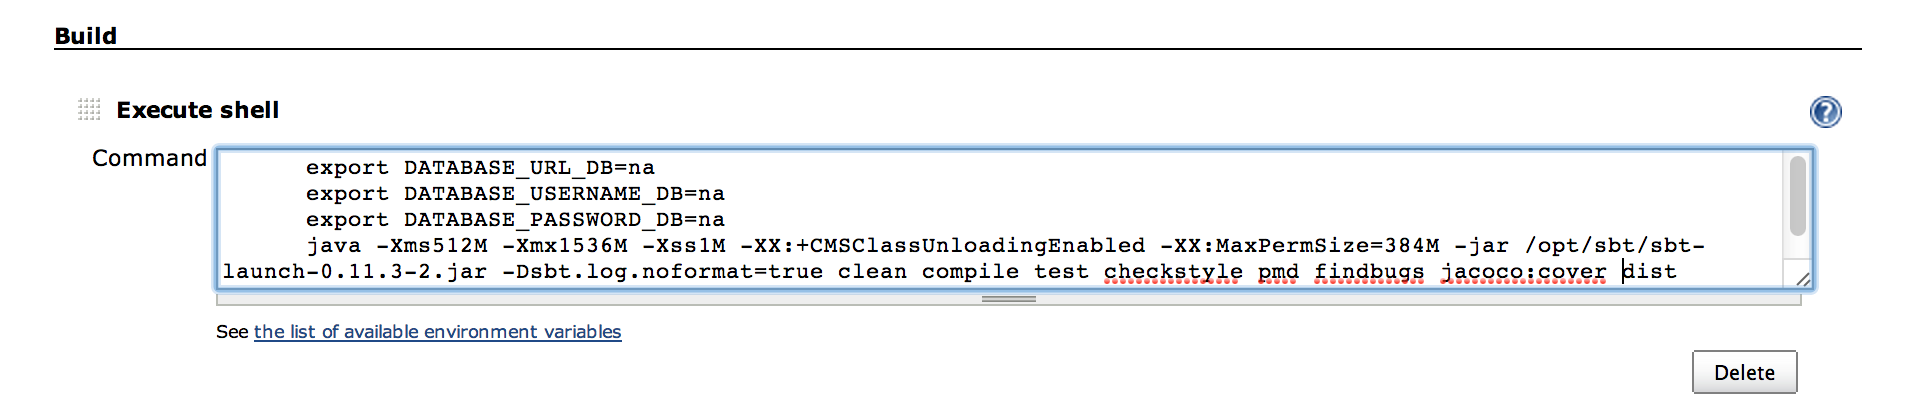 Build
Execute shell
?
Command
export DATABASE_URL_DB=na
export DATABASE_USERNAME_DB=na
export DATABASE_PASSWORD_DB=na
java -Xms512M -Xmx1536M -Xss1M -XX:+CMSClassUnloadingEnabled -XX:MaxPermSize=384M -jar /opt/sbt/sbt-
launch-0.11.3-2.jar -Dsbt.log.noformat=true clean compile test checkstyle pmd findbugs jacoco:cover dist
See the list of available environment variables
Delete